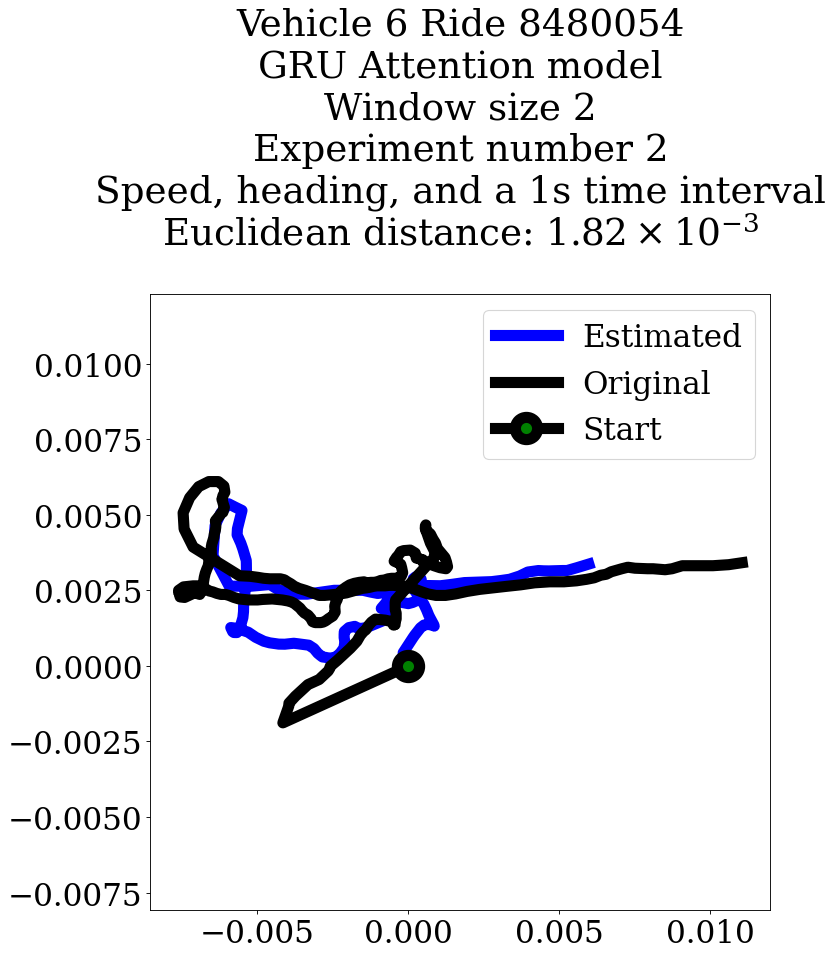 Vehicle 6 Ride 8480054
GRU Attention model
Window size 2
Experiment number 2
Speed, heading, and a 1s time interval
Euclidean distance: 1.82 × 10⁻³
Estimated
Original
Start
0.0100
0.0075
0.0050
0.0025
0.0000
−0.0025
−0.0050
−0.0075
−0.005 0.000 0.005 0.010